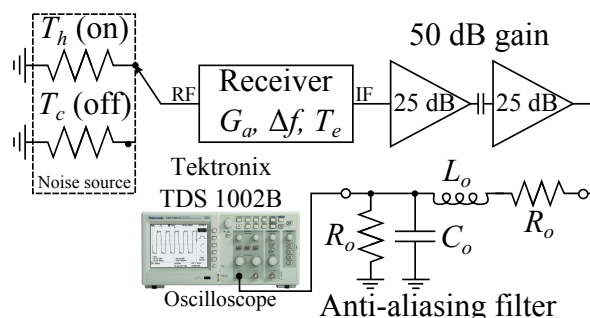 T_h (on)
T_c (off)
Noise source
RF
Receiver
G_a, Δf, T_e
IF
50 dB gain
25 dB
25 dB
Tektronix
TDS 1002B
Oscilloscope
R_o
C_o
L_o
R_o
Anti-aliasing filter